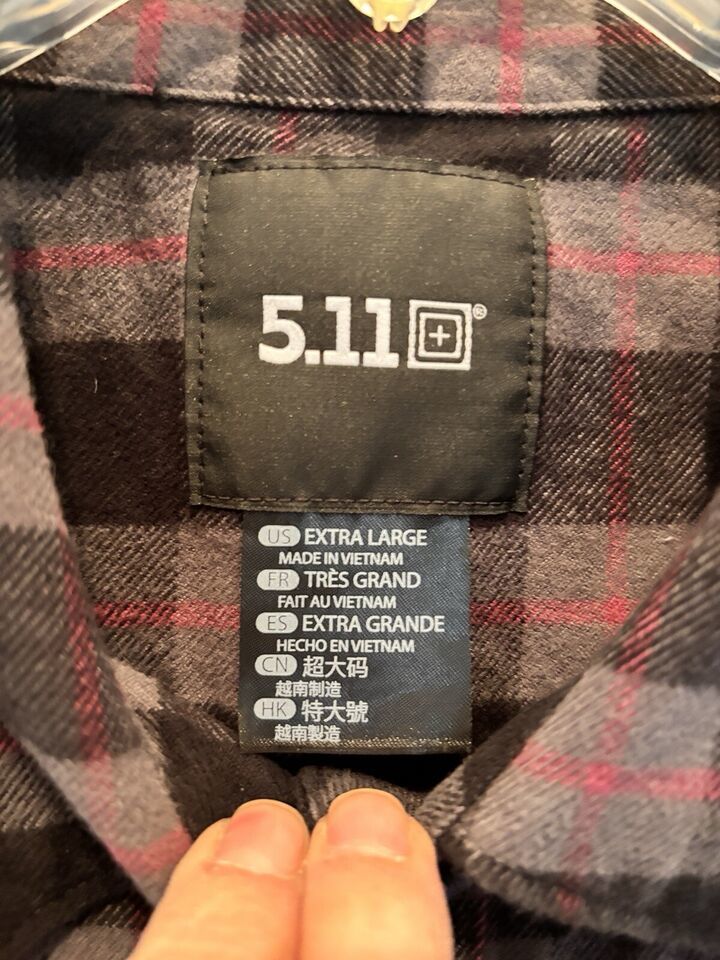 5.11®
US EXTRA LARGE
MADE IN VIETNAM
FR TRÈS GRAND
FAIT AU VIETNAM
ES EXTRA GRANDE
HECHO EN VIETNAM
CN 超大码
越南制造
HK 特大號
越南製造